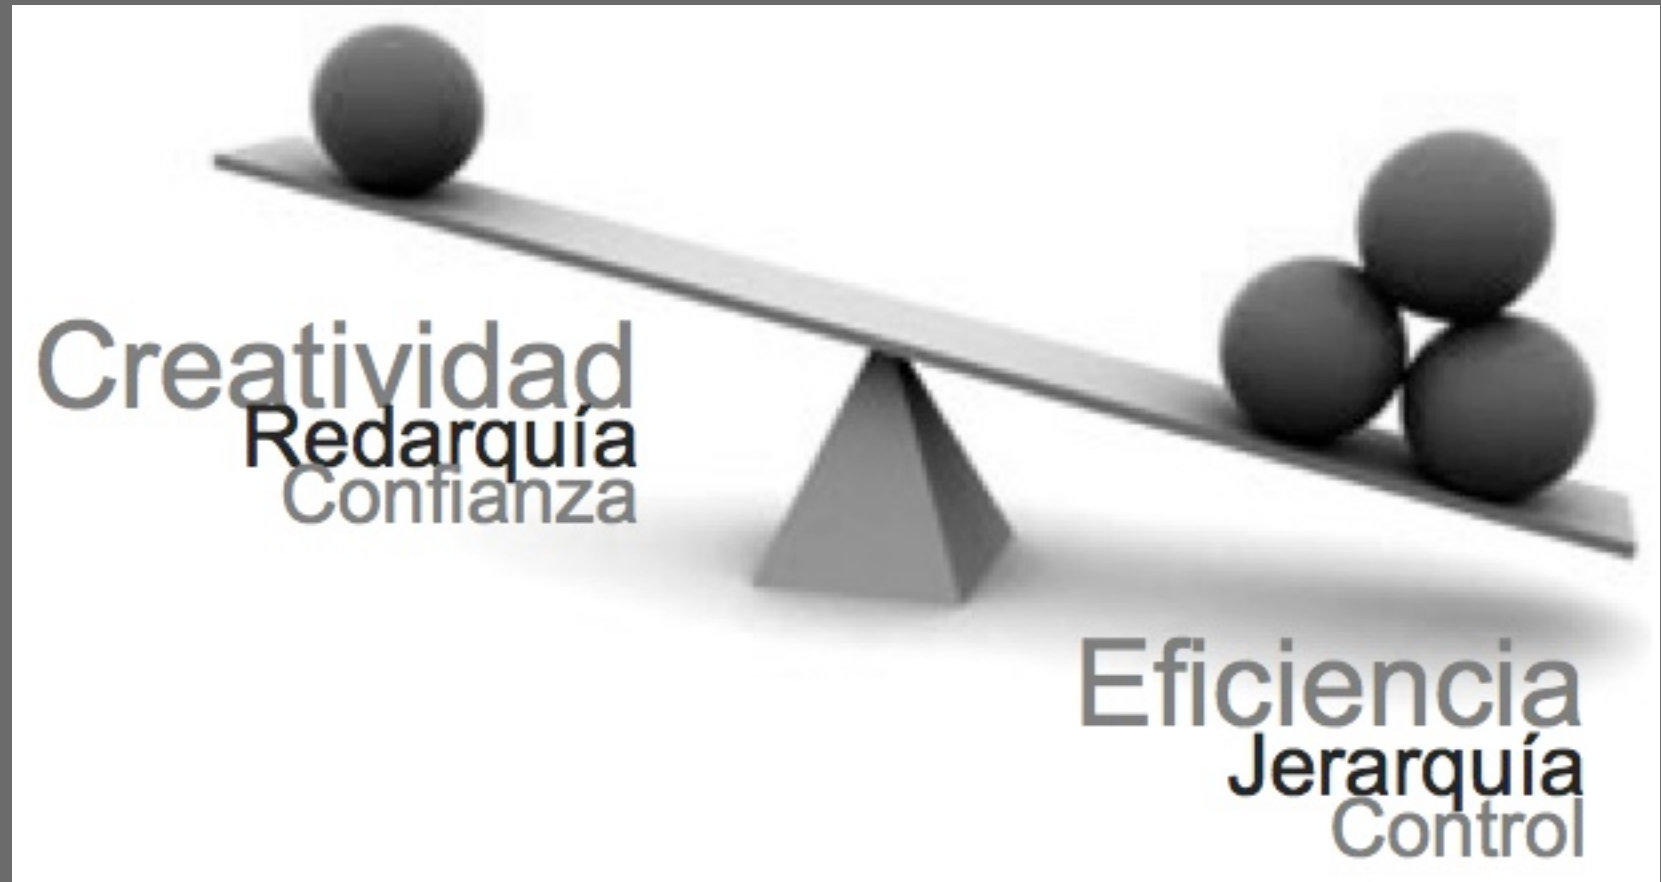 Creatividad
Redarquía
Confianza
Eficiencia
Jerarquía
Control